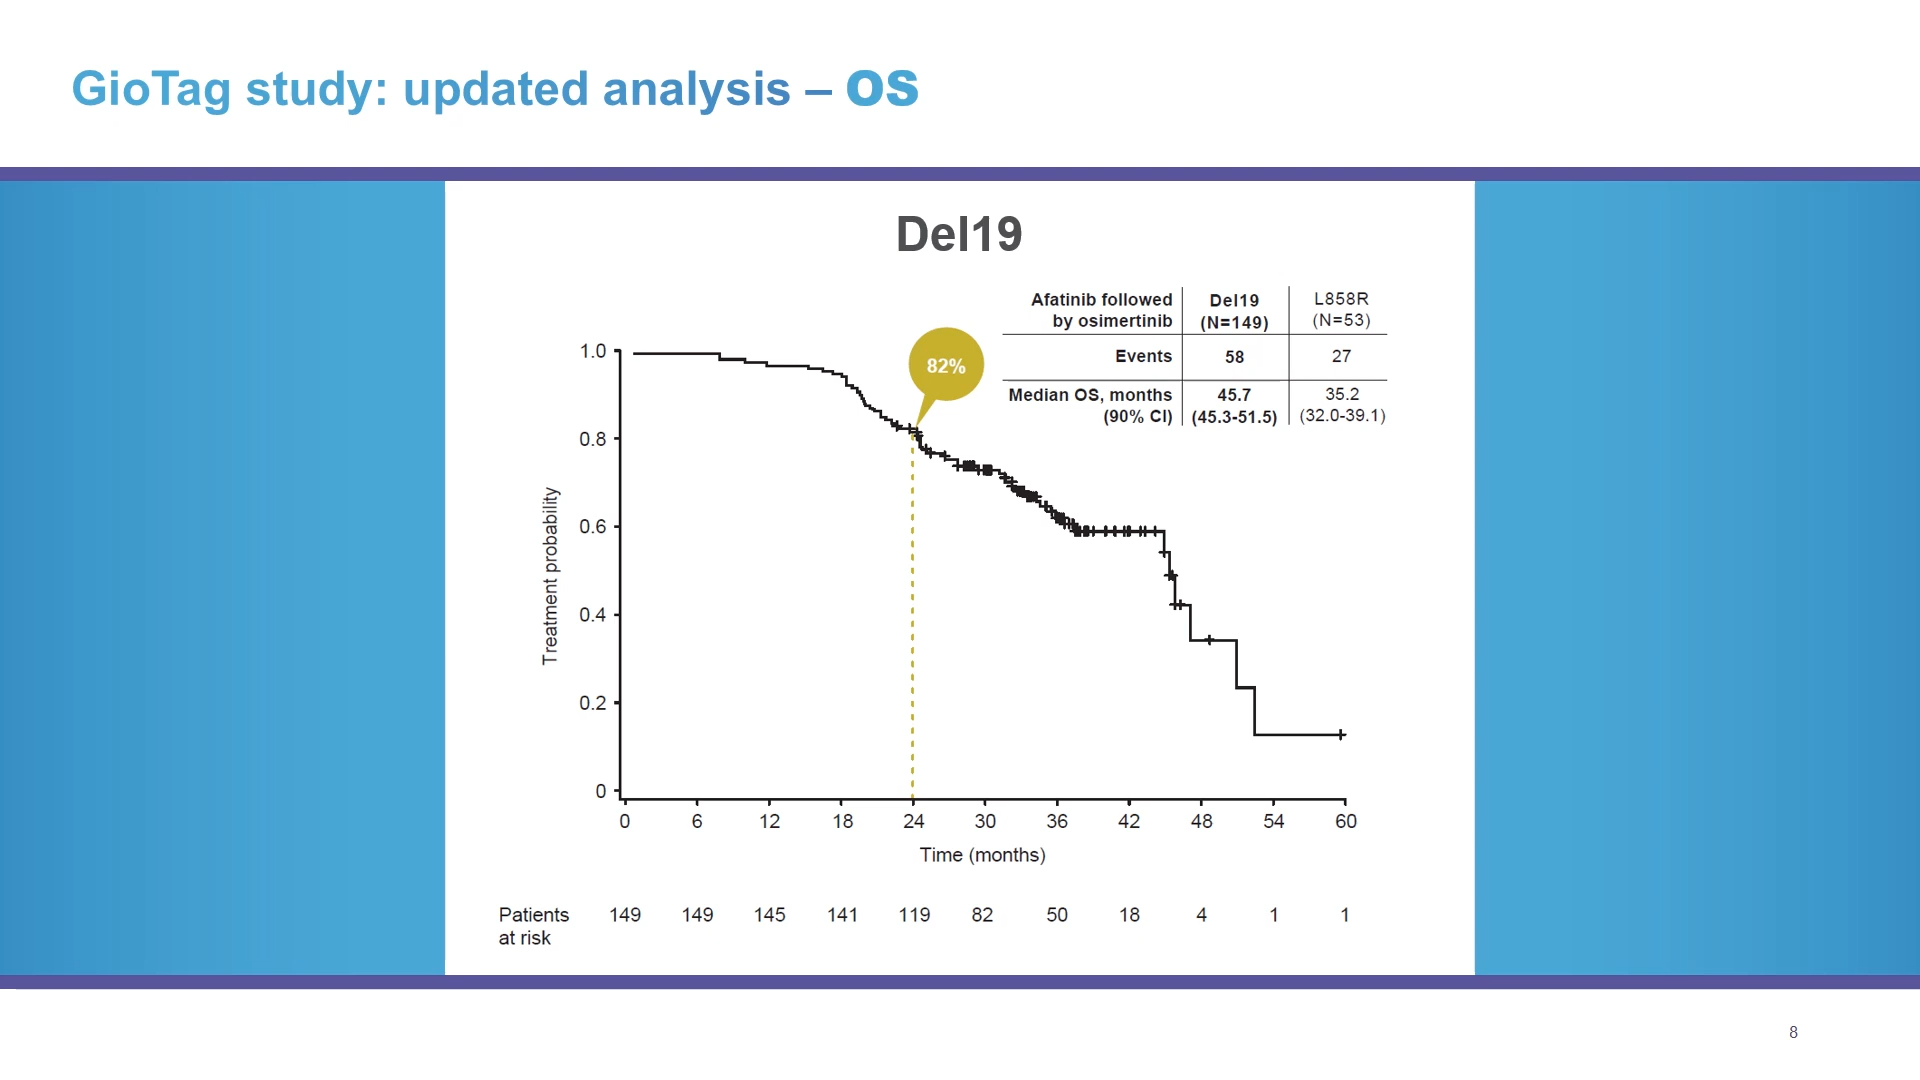 GioTag study: updated analysis – OS
Del19
Afatinib followed by osimertinib | Del19 (N=149) | L858R (N=53)
Events | 58 | 27
Median OS, months (90% CI) | 45.7 (45.3-51.5) | 35.2 (32.0-39.1)
82%
Treatment probability
1.0
0.8
0.6
0.4
0.2
0
0 6 12 18 24 30 36 42 48 54 60
Time (months)
Patients at risk 149 149 145 141 119 82 50 18 4 1 1
8